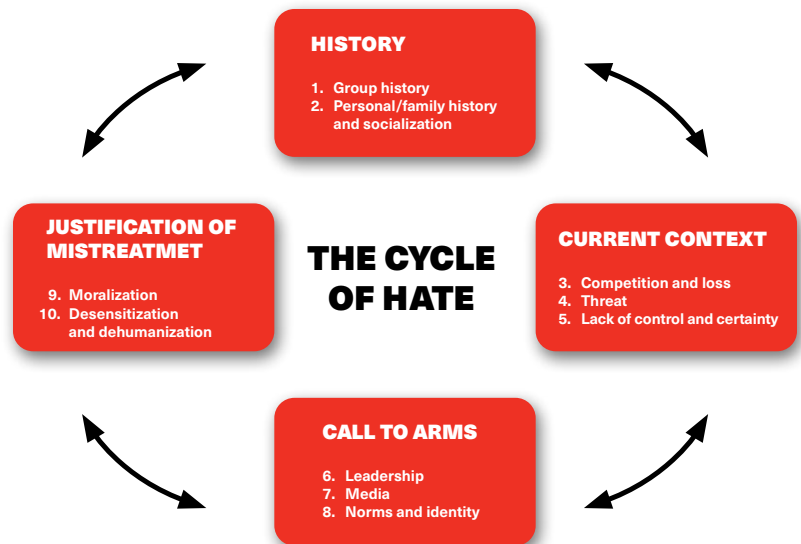 HISTORY
1. Group history
2. Personal/family history
and socialization
JUSTIFICATION OF
MISTREATMET
9. Moralization
10. Desensitization
and dehumanization
THE CYCLE
OF HATE
CURRENT CONTEXT
3. Competition and loss
4. Threat
5. Lack of control and certainty
CALL TO ARMS
6. Leadership
7. Media
8. Norms and identity